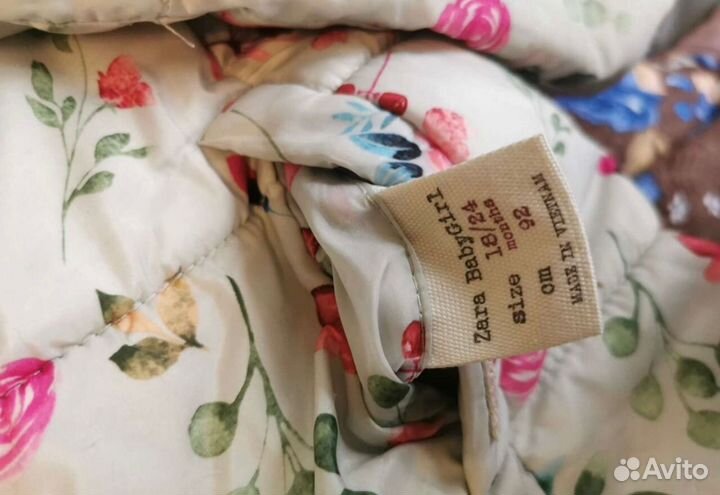 Zara BabyGirl
size 18/24
months
cm 92
MADE IN VIETNAM
Avito